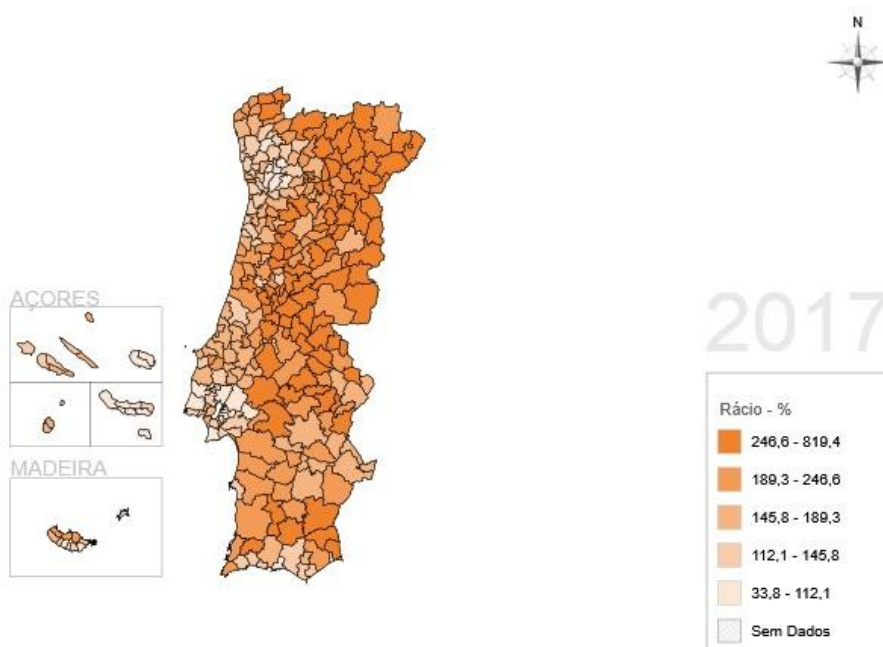 N
AÇORES
MADEIRA
2017
Rácio - %
246,6 - 819,4
189,3 - 246,6
145,8 - 189,3
112,1 - 145,8
33,8 - 112,1
Sem Dados